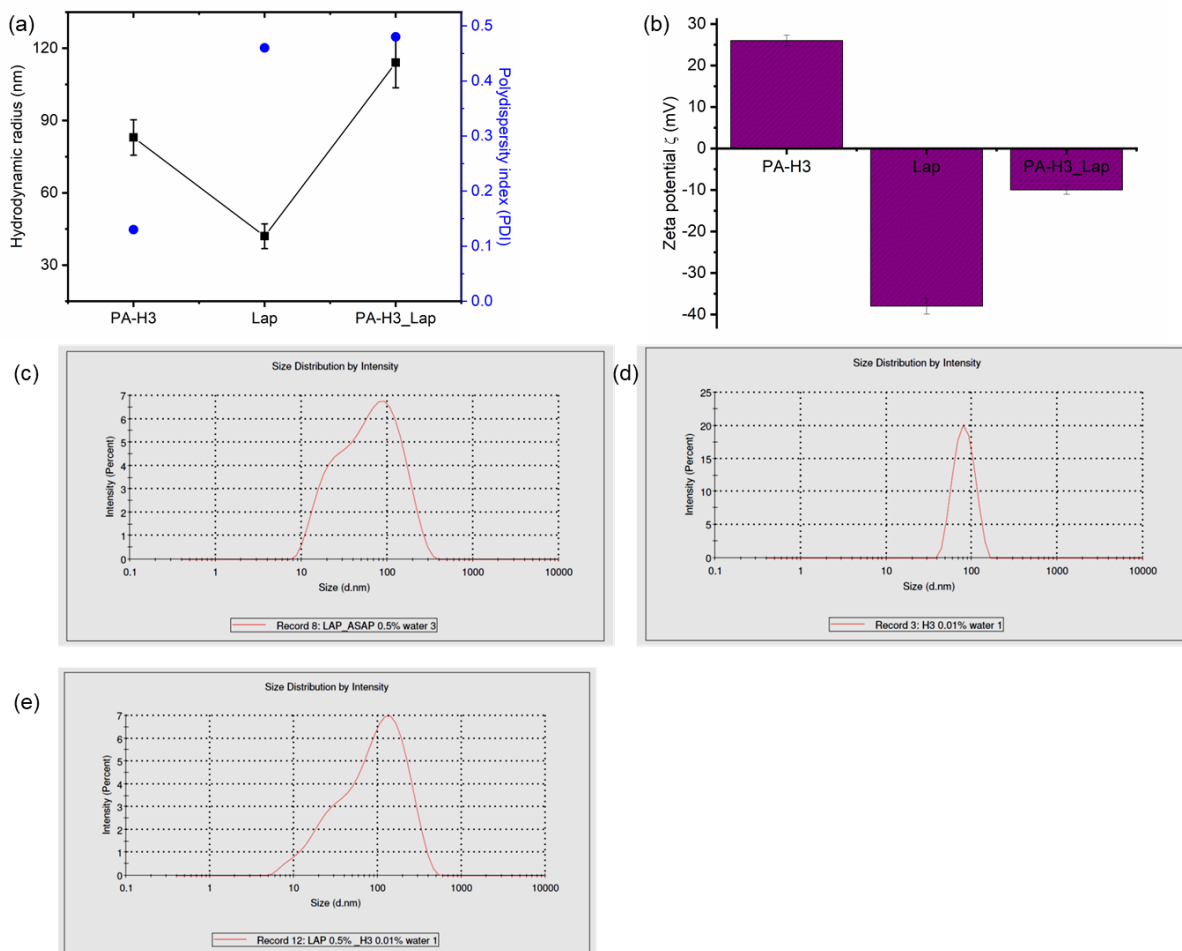 (a)
Hydrodynamic radius (nm)
120
90
60
30
0.5
0.4
0.3
0.2
0.1
0.0
Polydispersity index (PDI)
PA-H3 Lap PA-H3_Lap
(b)
Zeta potential ζ (mV)
30
20
10
0
-10
-20
-30
-40
PA-H3 Lap PA-H3_Lap
(c)
Size Distribution by Intensity
Intensity (Percent)
7
6
5
4
3
2
1
0
0.1 1 10 100 1000 10000
Size (d.nm)
Record 8: LAP_ASAP 0.5% water 3
(d)
Size Distribution by Intensity
Intensity (Percent)
25
20
15
10
5
0
0.1 1 10 100 1000 10000
Size (d.nm)
Record 3: H3 0.01% water 1
(e)
Size Distribution by Intensity
Intensity (Percent)
7
6
5
4
3
2
1
0
0.1 1 10 100 1000 10000
Size (d.nm)
Record 12: LAP 0.5% _H3 0.01% water 1